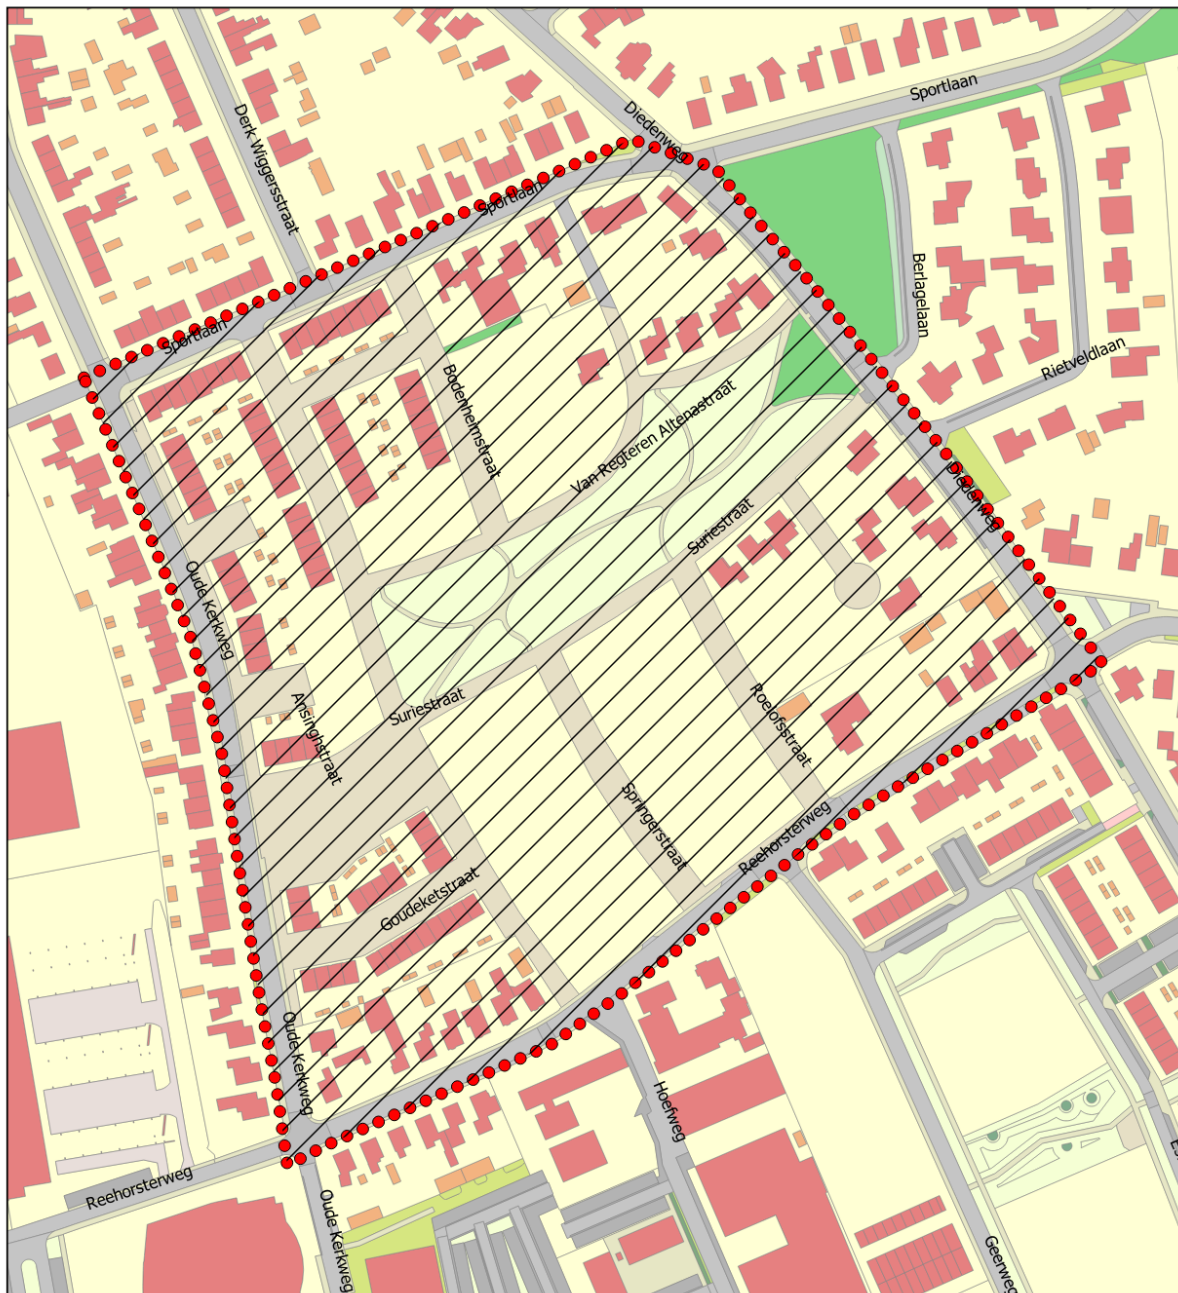 Diedenweg
Sportlaan
Derk Wiggersstraat
Sportlaan
Sportlaan
Berlagelaan
Rietveldlaan
Bodenheimstraat
Van Regteren Altenastraat
Diedenweg
Suriestraat
Oude Kerkweg
Ansinghstraat
Suriestraat
Roelofsstraat
Springerstraat
Reehorsterweg
Goudeketstraat
Oude Kerkweg
Hoefweg
Reehorsterweg
Oude Kerkweg
Geerweg